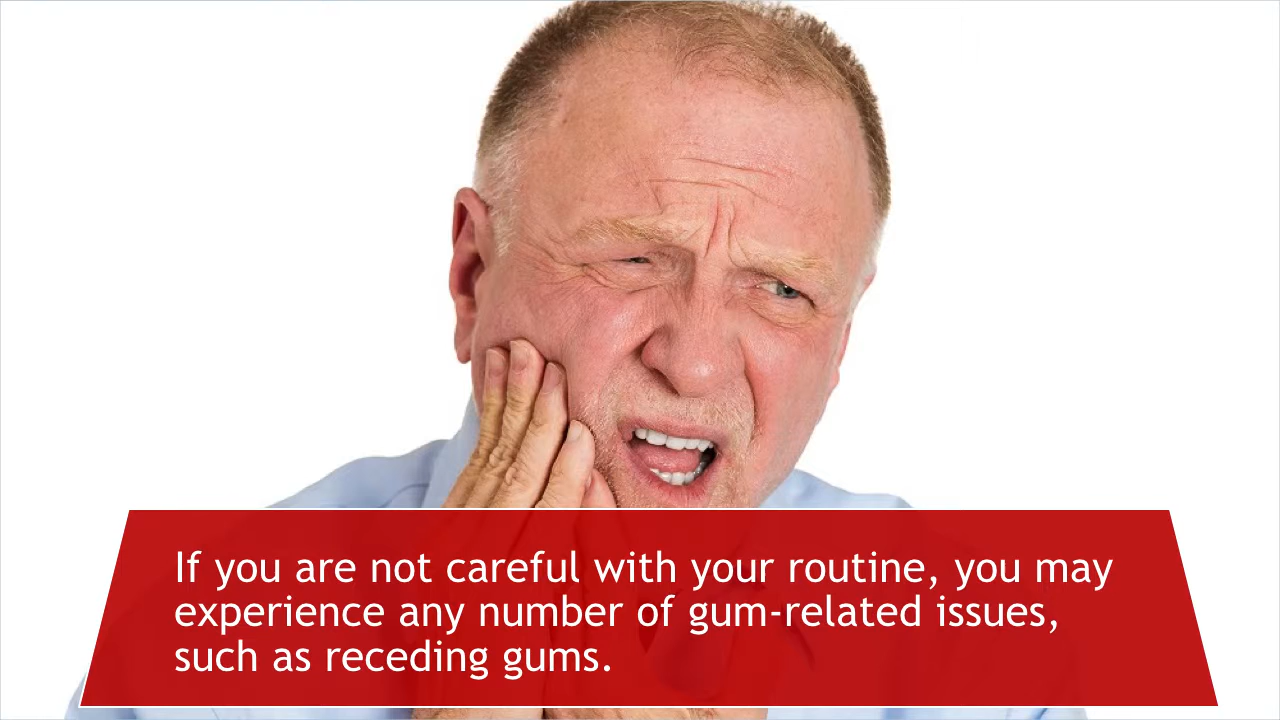 If you are not careful with your routine, you may
experience any number of gum-related issues,
such as receding gums.